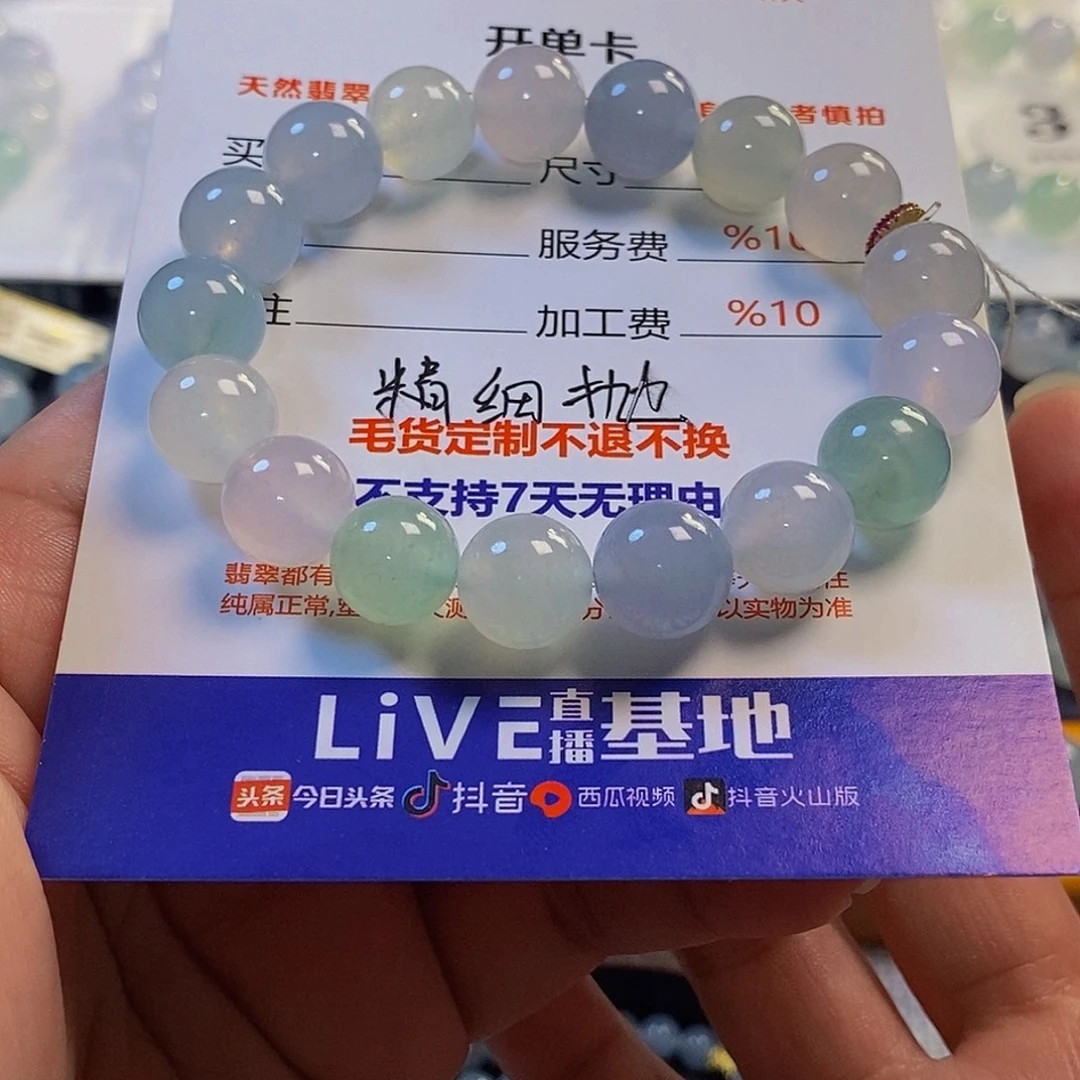 开单卡
天然翡翠 者慎拍
买 尺寸
服务费 %10
主 加工费 %10
精细抛
毛货定制不退不换
不支持7天无理由
翡翠都有
纯属正常, 以实物为准
LiVE直播基地
头条 今日头条 抖音 西瓜视频 抖音火山版
3